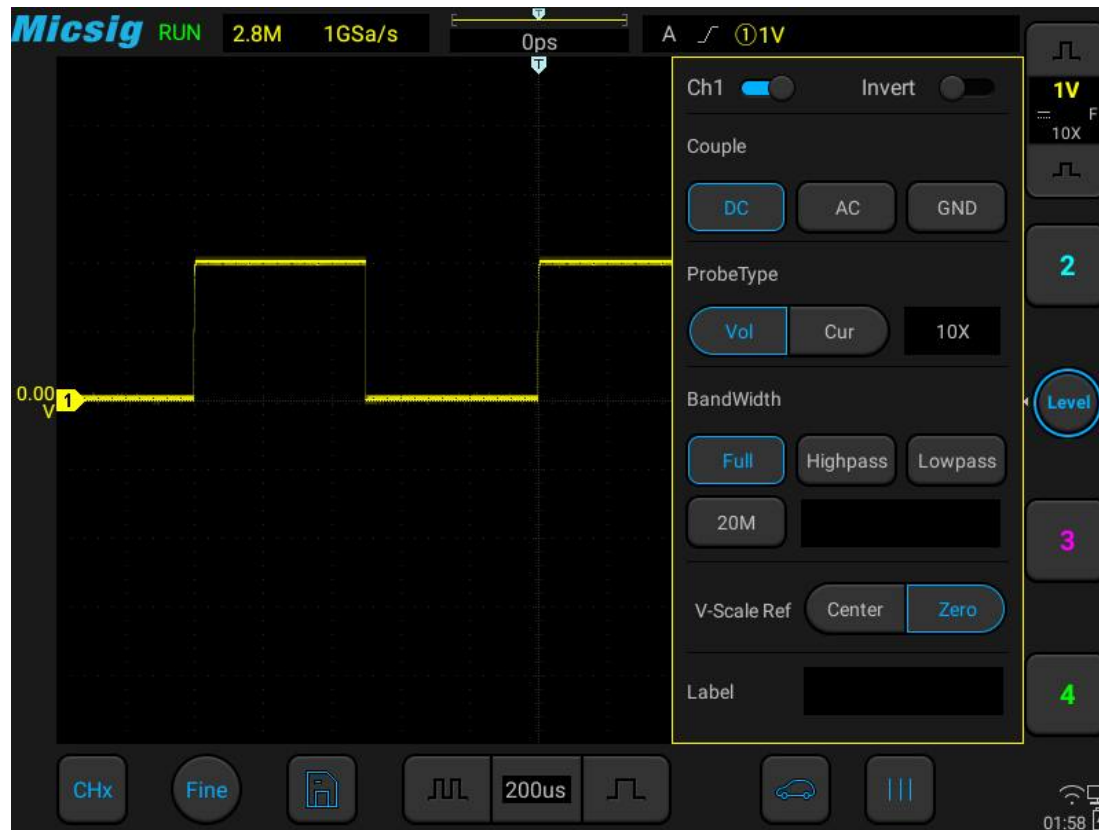 Micsig RUN 2.8M 1GSa/s T 0ps A ①1V
T
Ch1 Invert
1V
F
10X
Couple
DC AC GND
2
ProbeType
Vol Cur 10X
0.00
V
1
BandWidth
Level
Full Highpass Lowpass
20M
3
V-Scale Ref Center Zero
Label
4
CHx Fine 200us
01:58